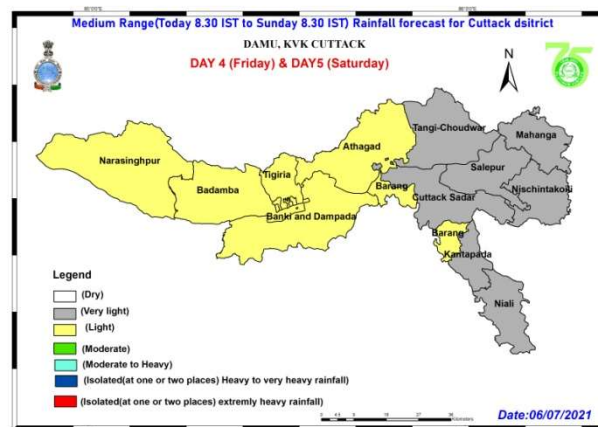 Medium Range(Today 8.30 IST to Sunday 8.30 IST) Rainfall forecast for Cuttack dsitrict
DAMU, KVK CUTTACK
DAY 4 (Friday) & DAY5 (Saturday)
N
75
Tangi-Choudwar
Mahanga
Athagad
Narasinghpur
Salepur
Tigiria
Badamba
Barang
Nischintakoili
Cuttack Sadar
Banki and Dampada
Barang
Kantapada
Niali
Legend
(Dry)
(Very light)
(Light)
(Moderate)
(Moderate to Heavy)
(Isolated(at one or two places) Heavy to very heavy rainfall)
(Isolated(at one or two places) extremly heavy rainfall)
Date:06/07/2021